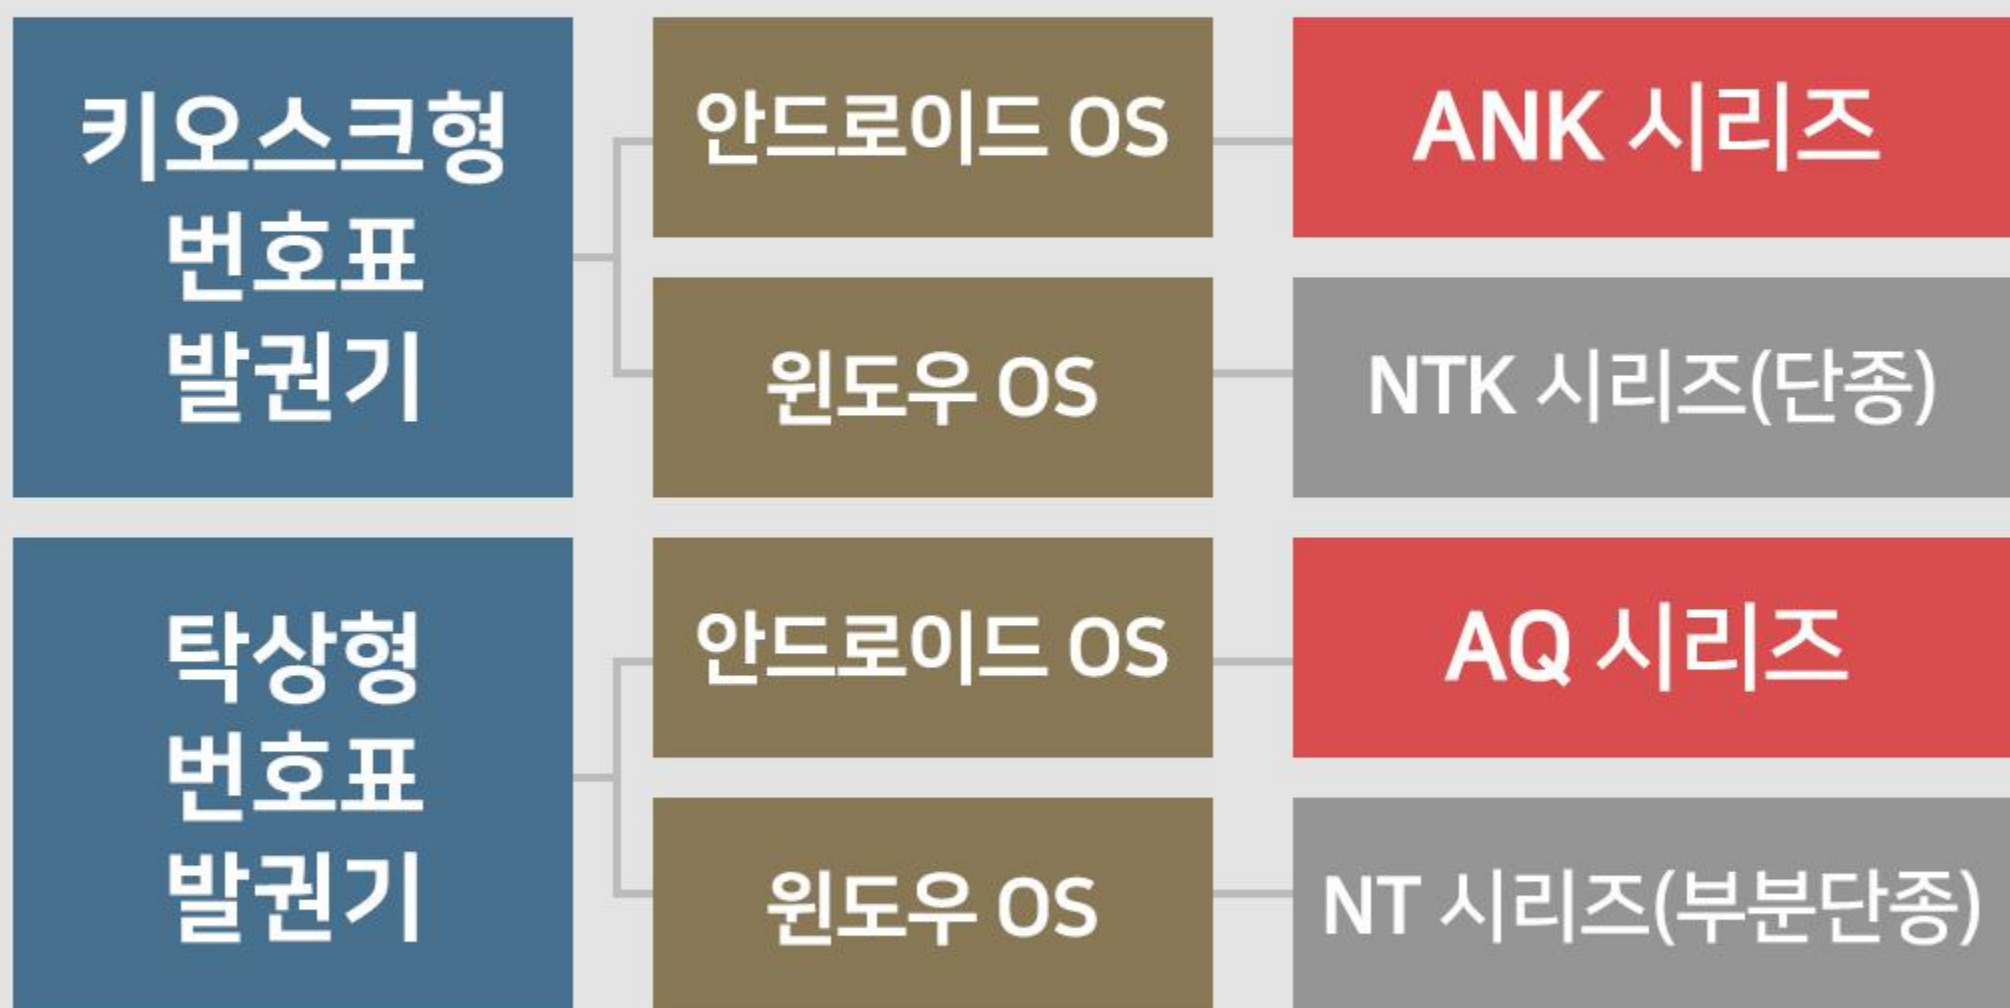 키오스크형
번호표
발권기
안드로이드 OS
ANK 시리즈
윈도우 OS
NTK 시리즈(단종)
탁상형
번호표
발권기
안드로이드 OS
AQ 시리즈
윈도우 OS
NT 시리즈(부분단종)